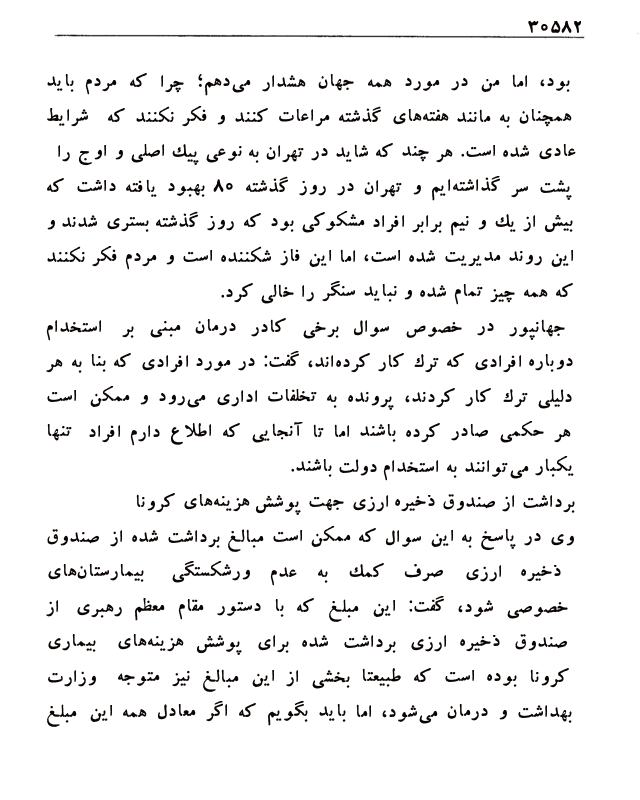 ۳۰۵۸۲
بود، اما من در مورد همه جهان هشدار می‌دهم؛ چرا که مردم باید
همچنان به مانند هفته‌های گذشته مراعات کنند و فکر نکنند که شرایط
عادی شده است. هر چند که شاید در تهران به نوعی پیك اصلی و اوج را
پشت سر گذاشته‌ایم و تهران در روز گذشته ۸۰ بهبود یافته داشت که
بیش از یك و نیم برابر افراد مشکوکی بود که روز گذشته بستری شدند و
این روند مدیریت شده است، اما این فاز شکننده است و مردم فکر نکنند
که همه چیز تمام شده و نباید سنگر را خالی کرد.
جهانپور در خصوص سوال برخی کادر درمان مبنی بر استخدام
دوباره افرادی که ترك کار کرده‌اند، گفت: در مورد افرادی که بنا به هر
دلیلی ترك کار کردند، پرونده به تخلفات اداری می‌رود و ممکن است
هر حکمی صادر کرده باشند اما تا آنجایی که اطلاع دارم افراد تنها
یکبار می‌توانند به استخدام دولت باشند.
برداشت از صندوق ذخیره ارزی جهت پوشش هزینه‌های کرونا
وی در پاسخ به این سوال که ممکن است مبالغ برداشت شده از صندوق
ذخیره ارزی صرف کمك به عدم ورشکستگی بیمارستان‌های
خصوصی شود، گفت: این مبلغ که با دستور مقام معظم رهبری از
صندوق ذخیره ارزی برداشت شده برای پوشش هزینه‌های بیماری
کرونا بوده است که طبیعتا بخشی از این مبالغ نیز متوجه وزارت
بهداشت و درمان می‌شود، اما باید بگویم که اگر معادل همه این مبلغ